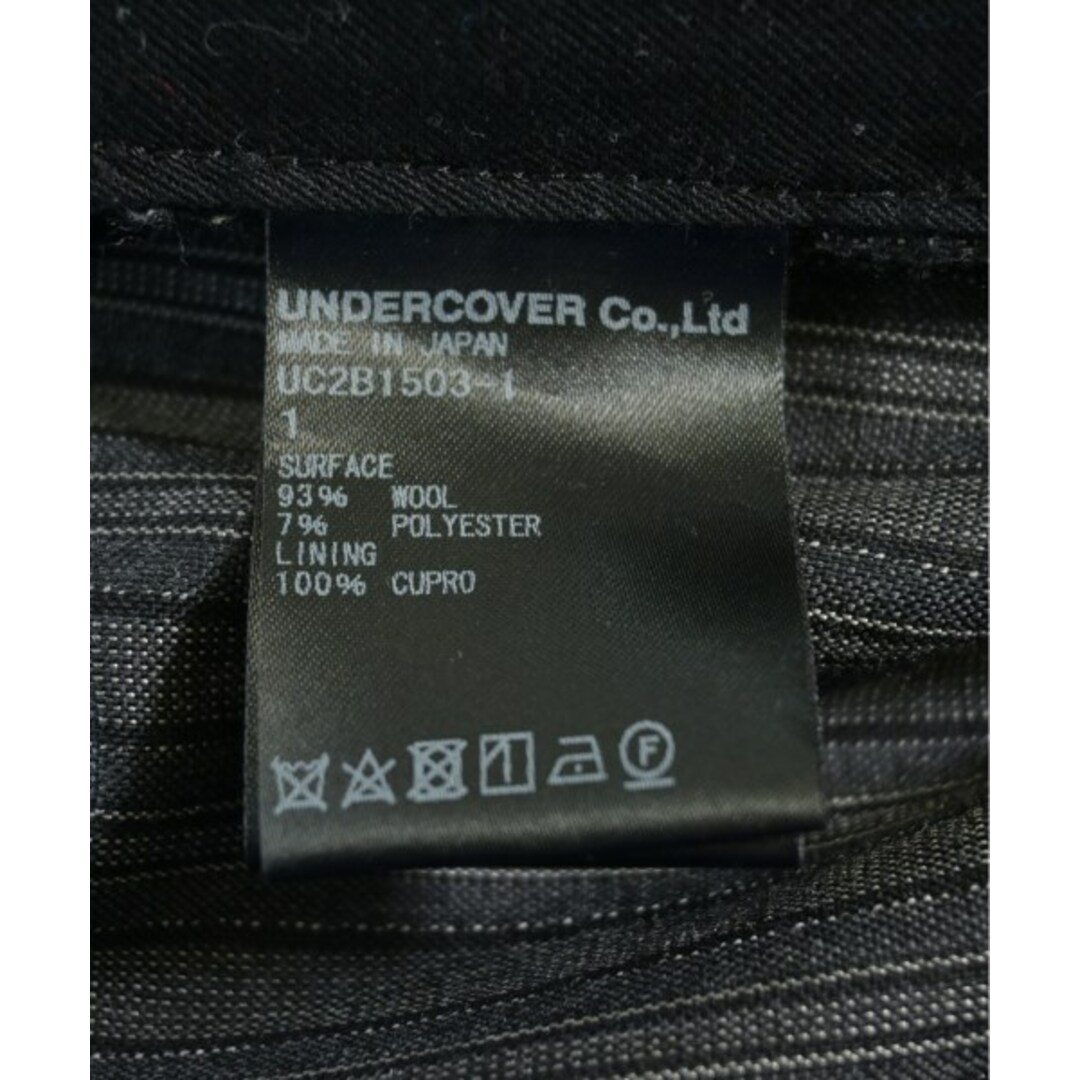 UNDERCOVER Co.,Ltd
MADE IN JAPAN
UC2B1503-1
1
SURFACE
93% WOOL
7% POLYESTER
LINING
100% CUPRO
F